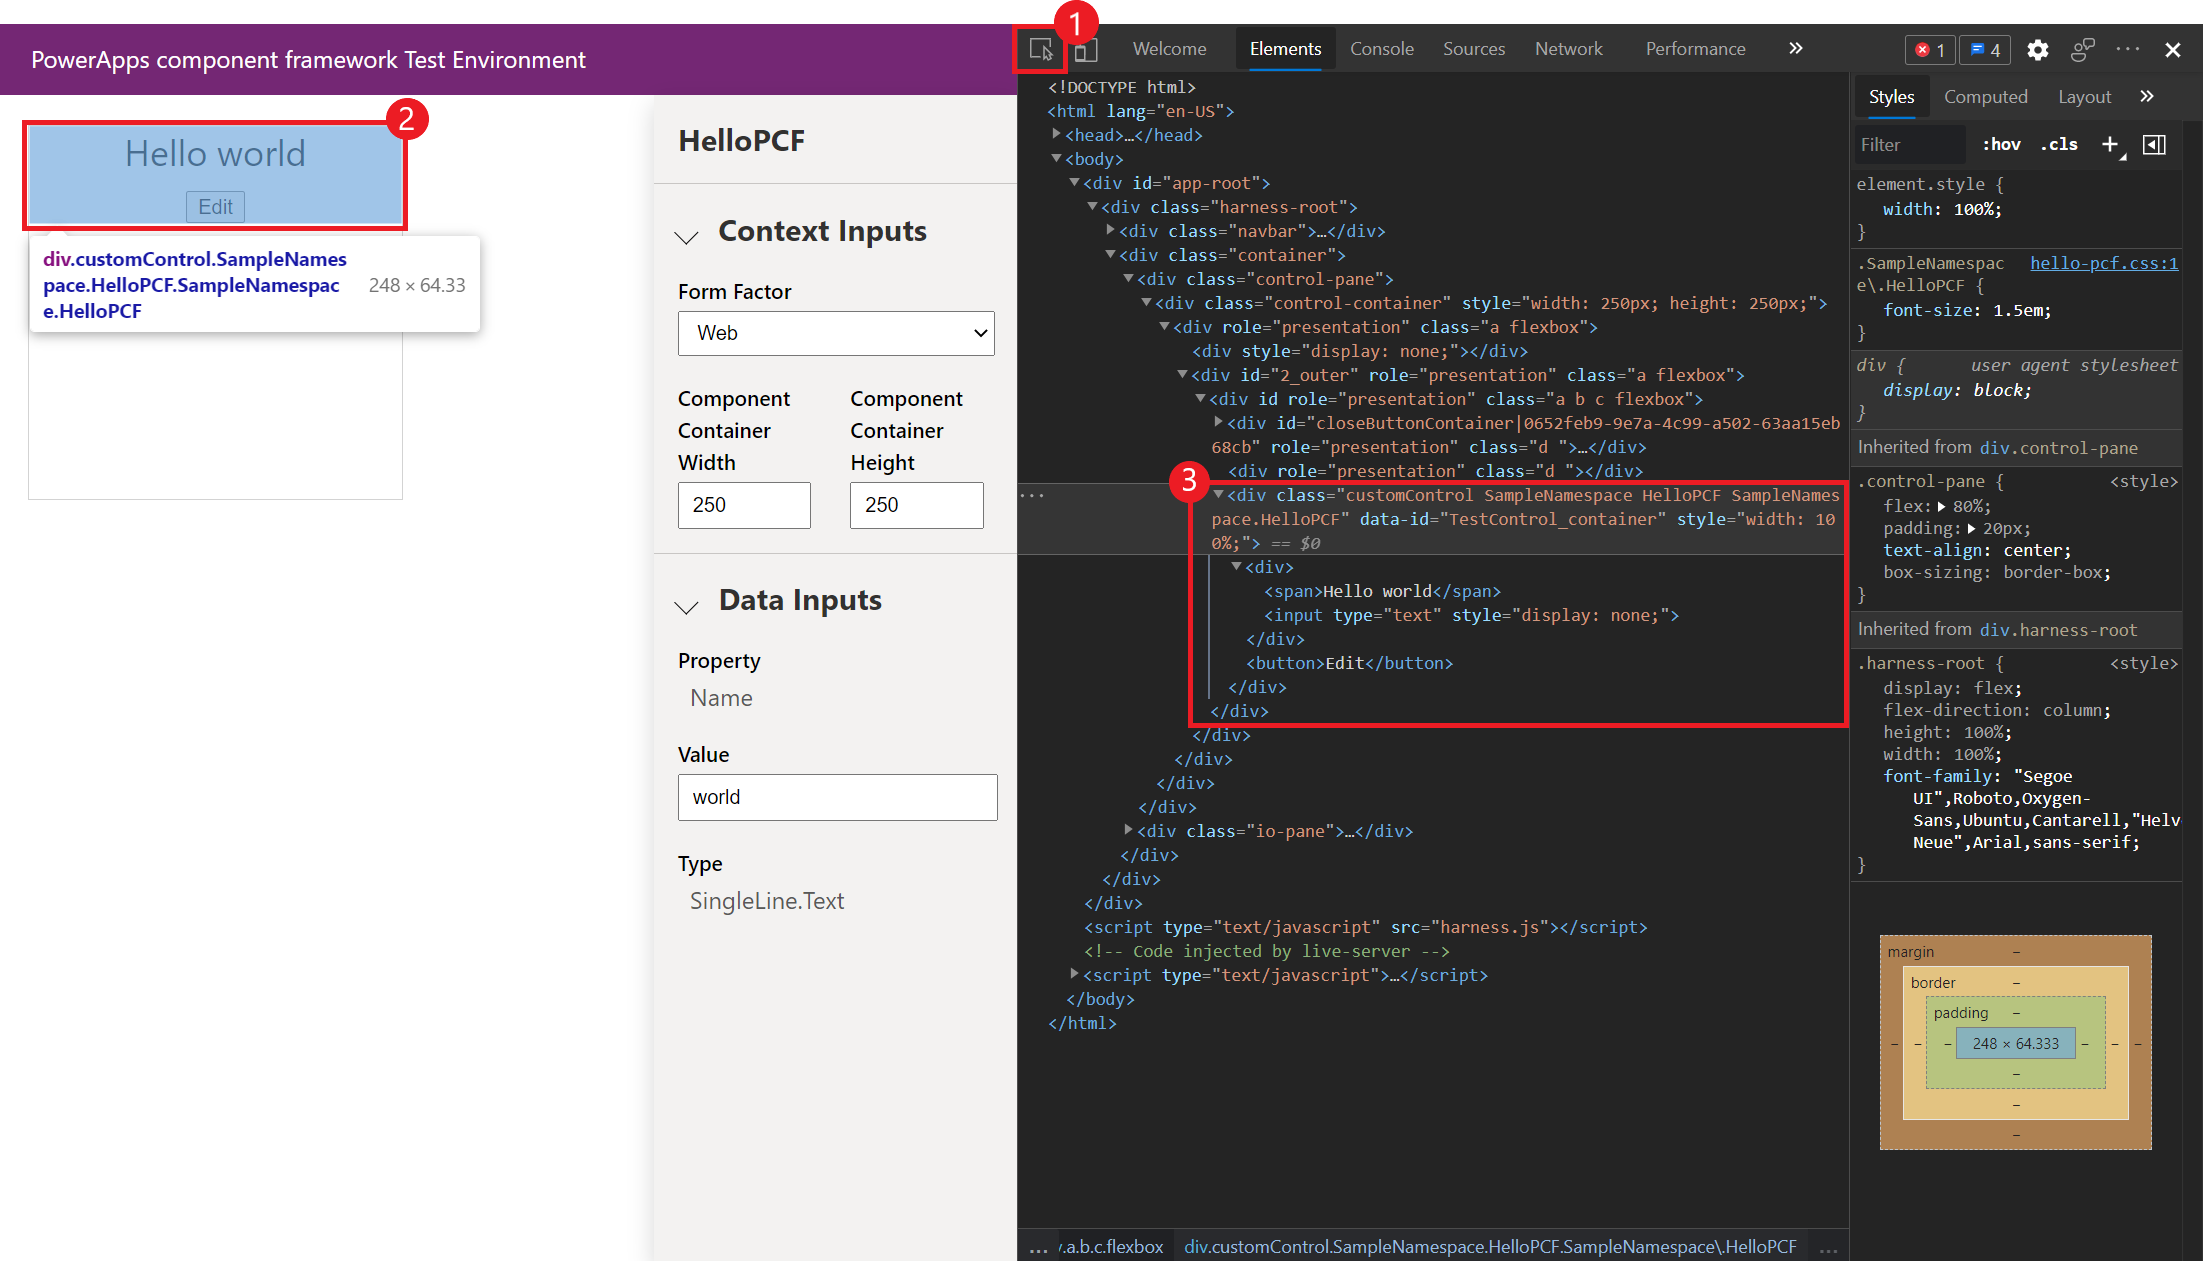 PowerApps component framework Test Environment
2
Hello world
Edit
div.customControl.SampleNames
pace.HelloPCF.SampleNamespac
e.HelloPCF
248 × 64.33
HelloPCF
Context Inputs
Form Factor
Web
Component
Container
Width
250
Component
Container
Height
250
Data Inputs
Property
Name
Value
world
Type
SingleLine.Text
1
Welcome
Elements
Console
Sources
Network
Performance
»
1
4
<!DOCTYPE html>
<html lang="en-US">
<head>…</head>
<body>
<div id="app-root">
<div class="harness-root">
<div class="navbar">…</div>
<div class="container">
<div class="control-pane">
<div class="control-container" style="width: 250px; height: 250px;">
<div role="presentation" class="a flexbox">
<div style="display: none;"></div>
<div id="2_outer" role="presentation" class="a flexbox">
<div id role="presentation" class="a b c flexbox">
<div id="closeButtonContainer|0652feb9-9e7a-4c99-a502-63aa15eb
68cb" role="presentation" class="d ">…</div>
<div role="presentation" class="d "></div>
3
<div class="customControl SampleNamespace HelloPCF SampleNames
pace.HelloPCF" data-id="TestControl_container" style="width: 10
0%;"> == $0
<div>
<span>Hello world</span>
<input type="text" style="display: none;">
</div>
<button>Edit</button>
</div>
</div>
</div>
</div>
</div>
</div>
<div class="io-pane">…</div>
</div>
</div>
</div>
<script type="text/javascript" src="harness.js"></script>
<!-- Code injected by live-server -->
<script type="text/javascript">…</script>
</body>
</html>
... .a.b.c.flexbox div.customControl.SampleNamespace.HelloPCF.SampleNamespace\.HelloPCF ...
Styles
Computed
Layout
»
Filter
:hov
.cls
+
element.style {
width: 100%;
}
.SampleNamespac hello-pcf.css:1
e\.HelloPCF {
font-size: 1.5em;
}
div { user agent stylesheet
display: block;
}
Inherited from div.control-pane
.control-pane { <style>
flex: 80%;
padding: 20px;
text-align: center;
box-sizing: border-box;
}
Inherited from div.harness-root
.harness-root { <style>
display: flex;
flex-direction: column;
height: 100%;
width: 100%;
font-family: "Segoe
UI",Roboto,Oxygen-
Sans,Ubuntu,Cantarell,"Helv
Neue",Arial,sans-serif;
}
margin –
border –
padding –
– – – 248 × 64.333 – – –
–
–
–